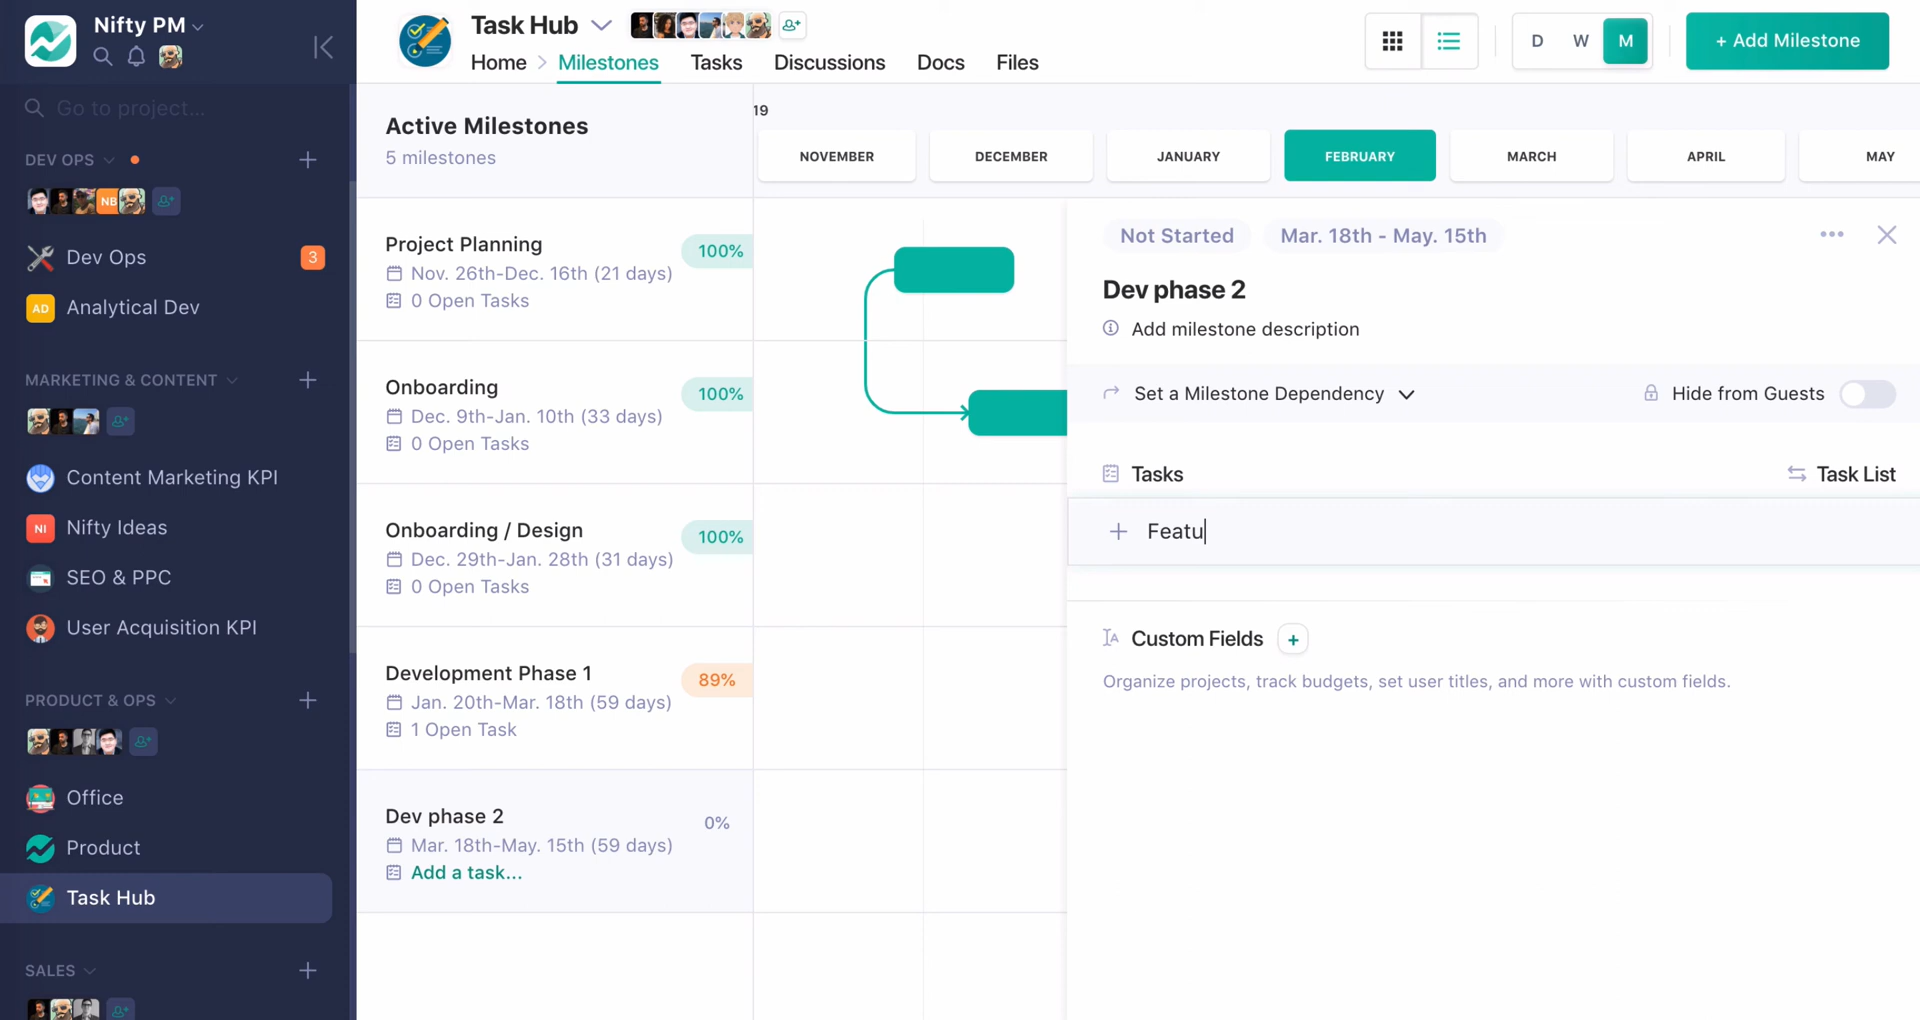 Nifty PM
Go to project...
DEV OPS
NB
Dev Ops
3
AD
Analytical Dev
MARKETING & CONTENT
Content Marketing KPI
NI
Nifty Ideas
SEO & PPC
User Acquisition KPI
PRODUCT & OPS
Office
Product
Task Hub
SALES
Task Hub
Home
Milestones
Tasks
Discussions
Docs
Files
D
W
M
+ Add Milestone
Active Milestones
5 milestones
19
NOVEMBER
DECEMBER
JANUARY
FEBRUARY
MARCH
APRIL
MAY
Project Planning
100%
Nov. 26th-Dec. 16th (21 days)
0 Open Tasks
Onboarding
100%
Dec. 9th-Jan. 10th (33 days)
0 Open Tasks
Onboarding / Design
100%
Dec. 29th-Jan. 28th (31 days)
0 Open Tasks
Development Phase 1
89%
Jan. 20th-Mar. 18th (59 days)
1 Open Task
Dev phase 2
0%
Mar. 18th-May. 15th (59 days)
Add a task...
Not Started
Mar. 18th - May. 15th
Dev phase 2
Add milestone description
Set a Milestone Dependency
Hide from Guests
Tasks
Task List
Featu
Custom Fields
Organize projects, track budgets, set user titles, and more with custom fields.